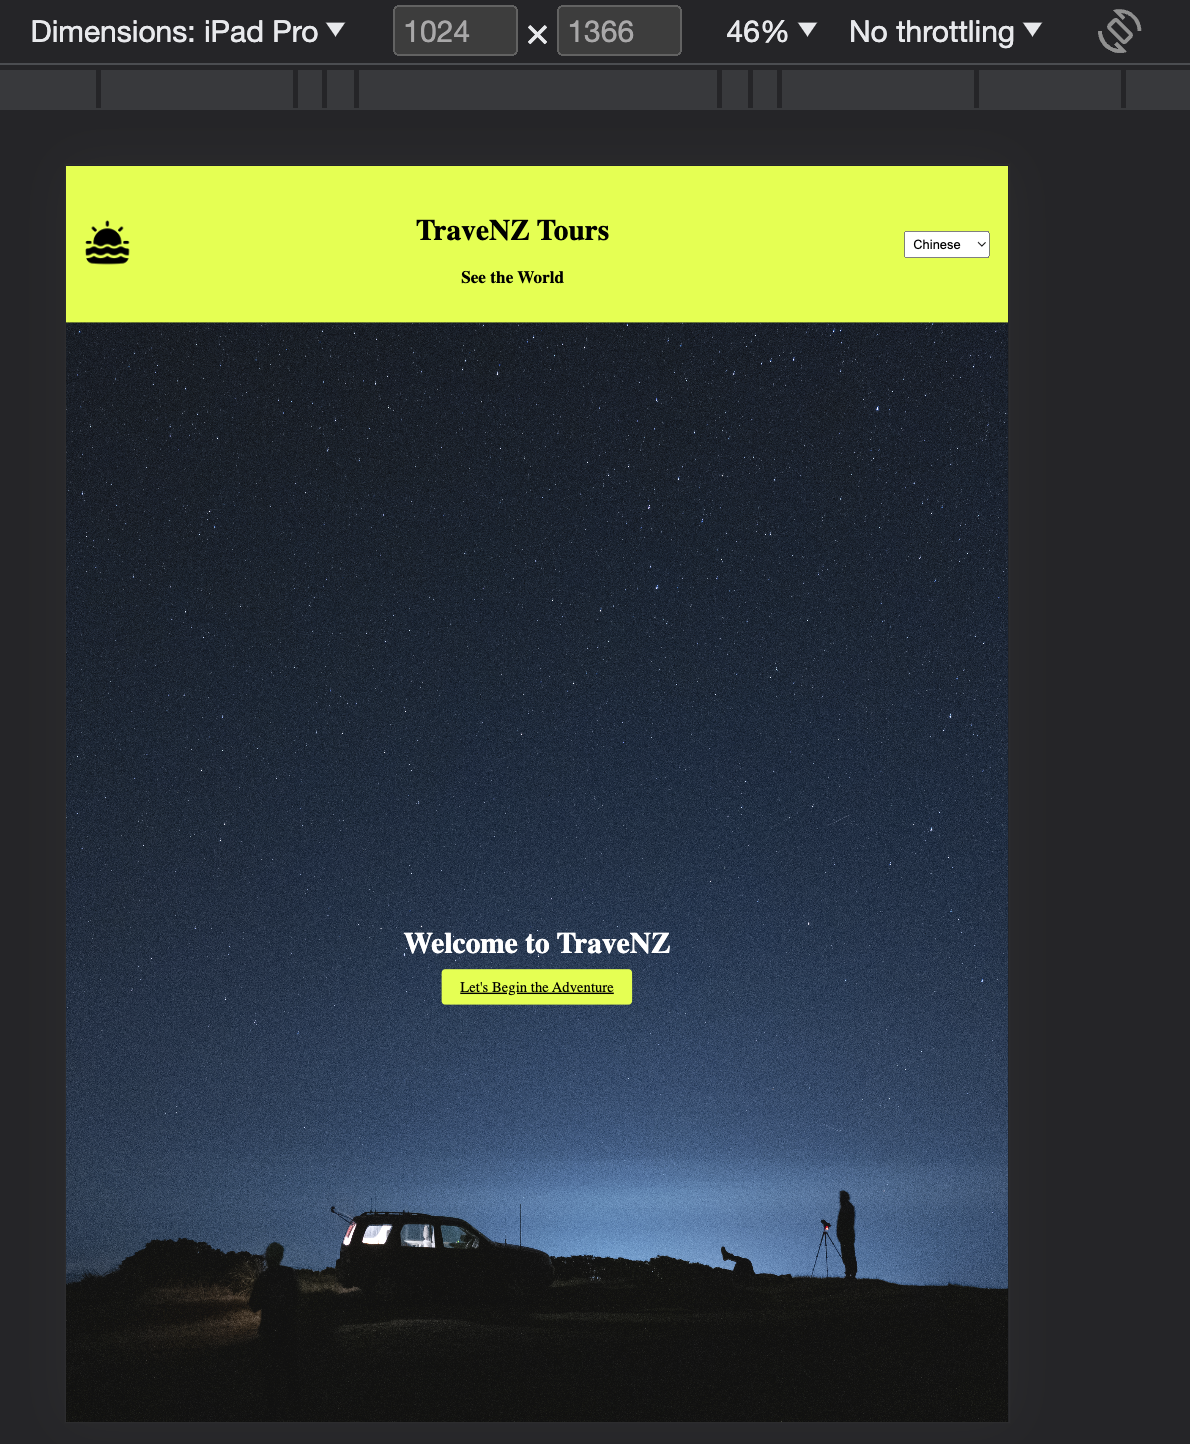 Dimensions: iPad Pro ▼ 1024 × 1366 46% ▼ No throttling ▼
TraveNZ Tours
See the World
Chinese
Welcome to TraveNZ
Let's Begin the Adventure